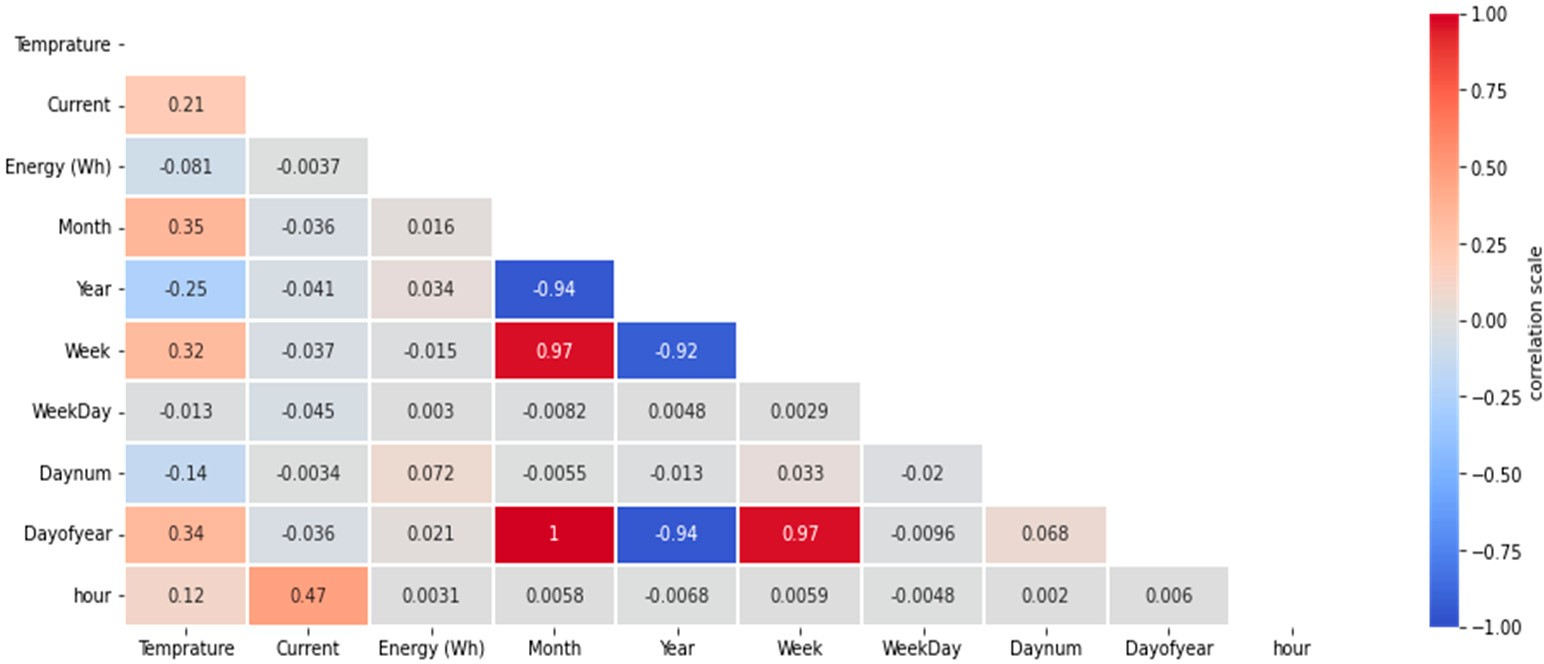 Temprature
Current 0.21
Energy (Wh) -0.081 -0.0037
Month 0.35 -0.036 0.016
Year -0.25 -0.041 0.034 -0.94
Week 0.32 -0.037 -0.015 0.97 -0.92
WeekDay -0.013 -0.045 0.003 -0.0082 0.0048 0.0029
Daynum -0.14 -0.0034 0.072 -0.0055 -0.013 0.033 -0.02
Dayofyear 0.34 -0.036 0.021 1 -0.94 0.97 -0.0096 0.068
hour 0.12 0.47 0.0031 0.0058 -0.0068 0.0059 -0.0048 0.002 0.006
Temprature Current Energy (Wh) Month Year Week WeekDay Daynum Dayofyear hour
1.00
0.75
0.50
0.25
0.00
−0.25
−0.50
−0.75
−1.00
correlation scale